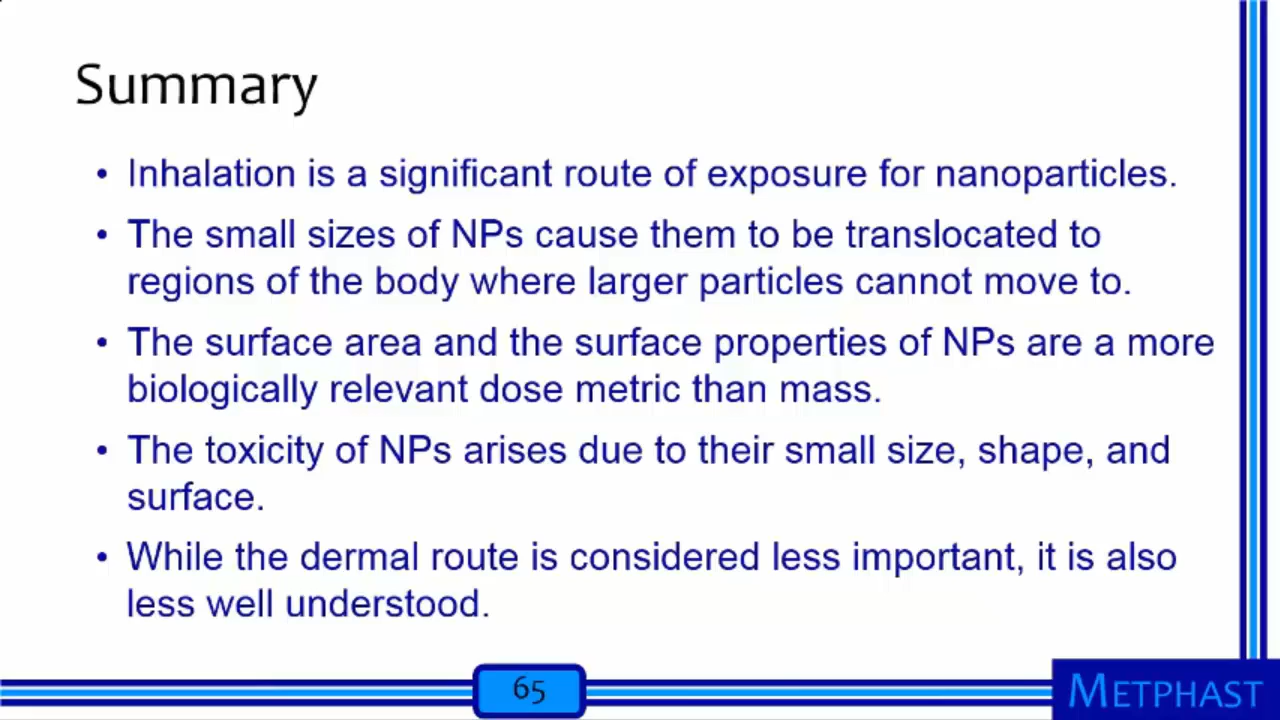 Summary
• Inhalation is a significant route of exposure for nanoparticles.
• The small sizes of NPs cause them to be translocated to
regions of the body where larger particles cannot move to.
• The surface area and the surface properties of NPs are a more
biologically relevant dose metric than mass.
• The toxicity of NPs arises due to their small size, shape, and
surface.
• While the dermal route is considered less important, it is also
less well understood.
65
METPHAST